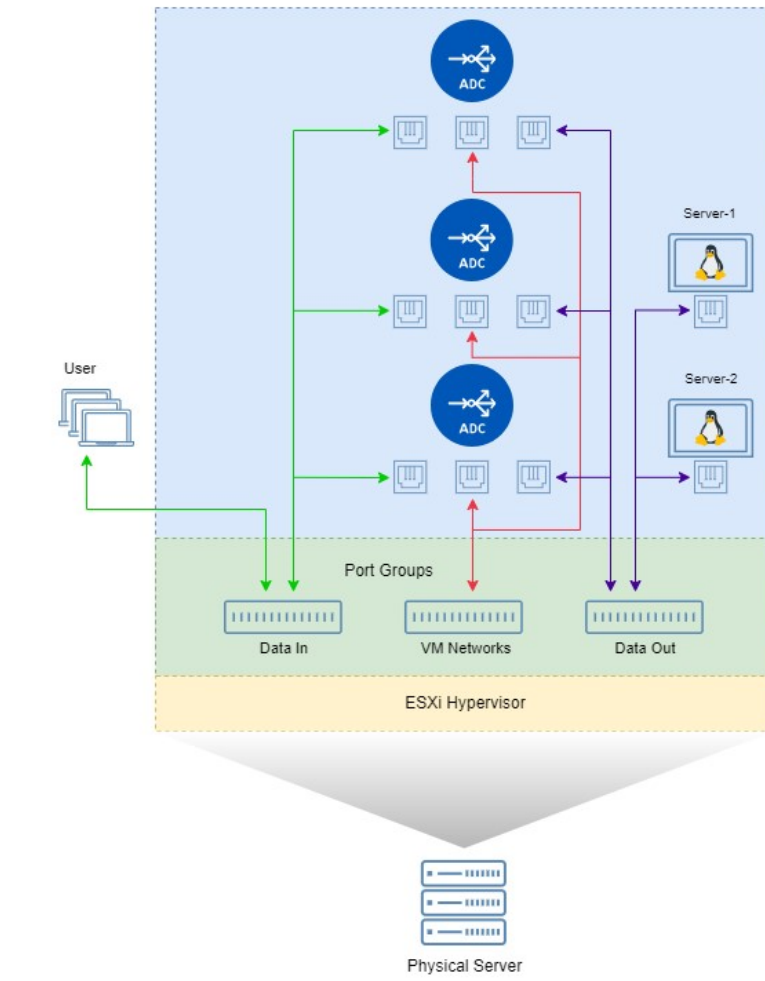 ADC
Server-1
ADC
User
Server-2
ADC
Port Groups
Data In
VM Networks
Data Out
ESXi Hypervisor
Physical Server